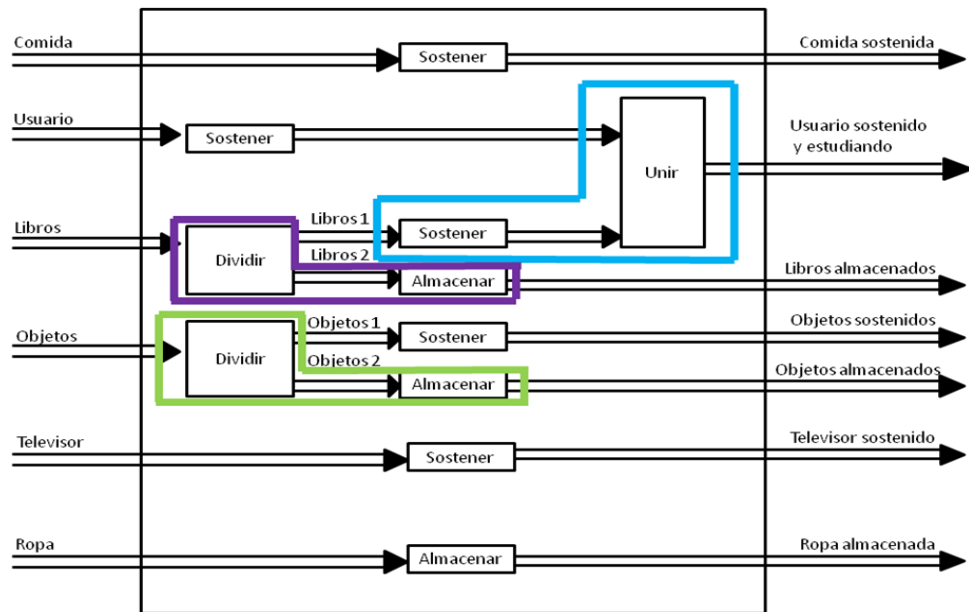 Comida
Sostener
Comida sostenida
Usuario
Sostener
Unir
Usuario sostenido
y estudiando
Libros
Dividir
Libros 1
Sostener
Libros 2
Almacenar
Libros almacenados
Objetos
Dividir
Objetos 1
Sostener
Objetos sostenidos
Objetos 2
Almacenar
Objetos almacenados
Televisor
Sostener
Televisor sostenido
Ropa
Almacenar
Ropa almacenada